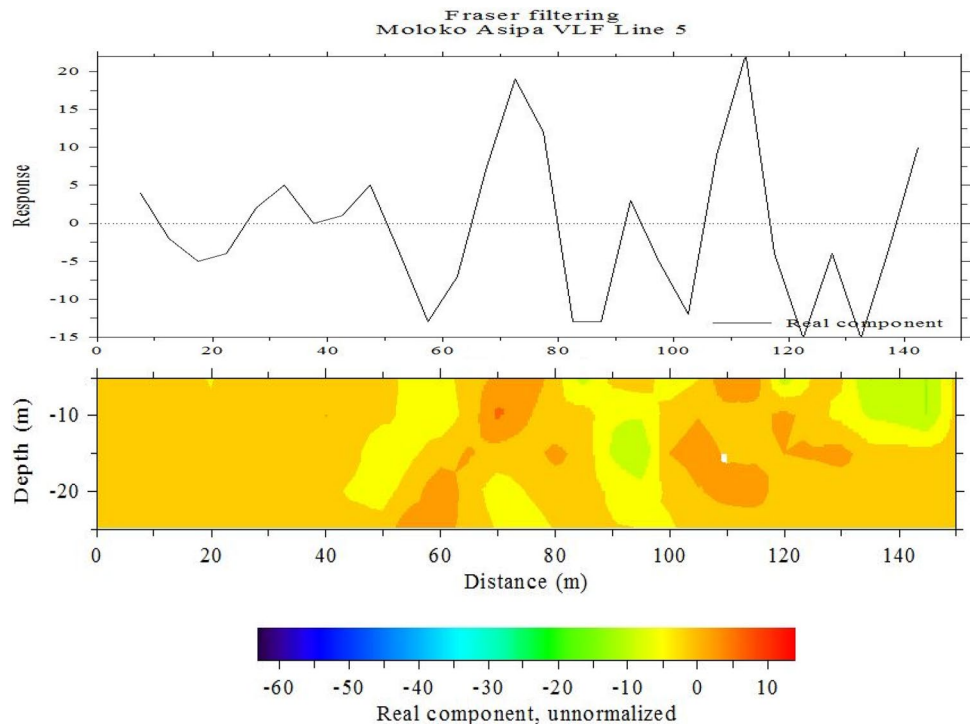 Fraser filtering
Moloko Asipa VLF Line 5
20
15
10
5
0
-5
-10
-15
Response
Real component
0 20 40 60 80 100 120 140
-10
-20
Depth (m)
0 20 40 60 80 100 120 140
Distance (m)
-60 -50 -40 -30 -20 -10 0 10
Real component, unnormalized